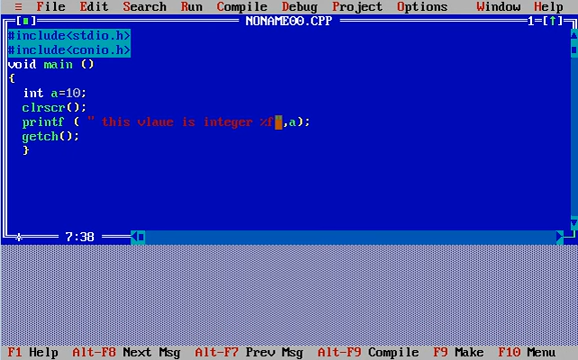 ≡ File Edit Search Run Compile Debug Project Options Window Help
[■] NONAME00.CPP 1=[↑]
#include<stdio.h>
#include<conio.h>
void main ()
{
int a=10;
clrscr();
printf ( " this vlaue is integer %f",a);
getch();
}
* 7:38
F1 Help Alt-F8 Next Msg Alt-F7 Prev Msg Alt-F9 Compile F9 Make F10 Menu